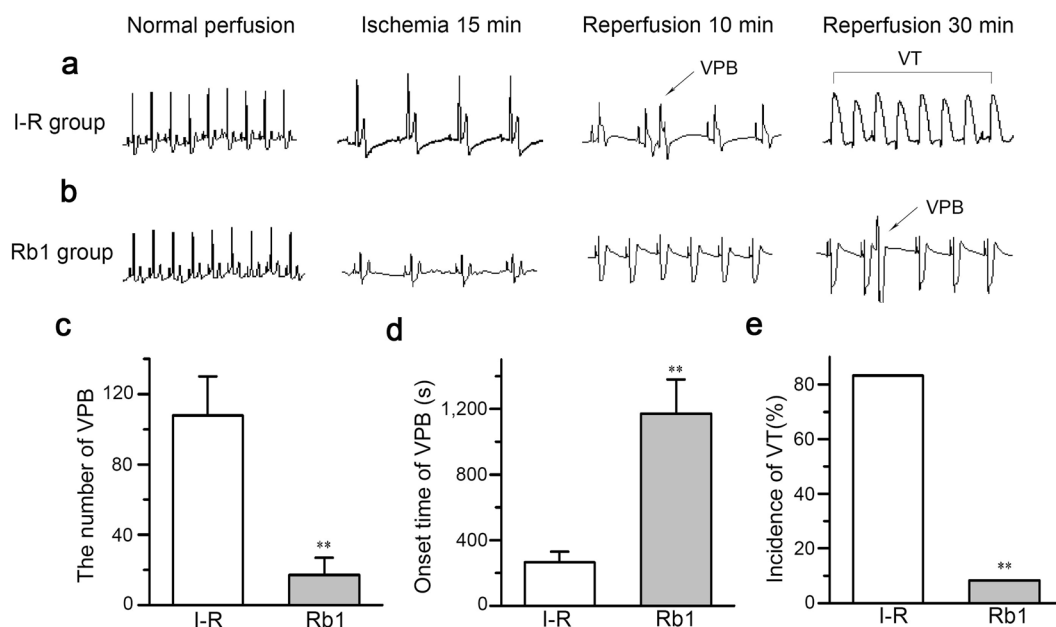 Normal perfusion Ischemia 15 min Reperfusion 10 min Reperfusion 30 min
a
I-R group
VPB
VT
b
Rb1 group
VPB
c
The number of VPB
120
80
40
0
**
I-R Rb1
d
Onset time of VPB (s)
1,200
800
400
0
**
I-R Rb1
e
Incidence of VT(%)
80
60
40
20
0
**
I-R Rb1